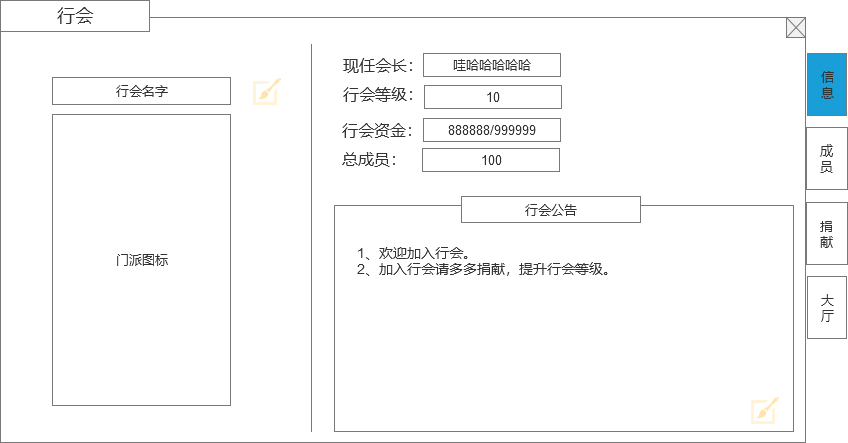 行会
行会名字
门派图标
现任会长： 哇哈哈哈哈哈
行会等级： 10
行会资金： 888888/999999
总成员： 100
行会公告
1、欢迎加入行会。
2、加入行会请多多捐献，提升行会等级。
信息
成员
捐献
大厅